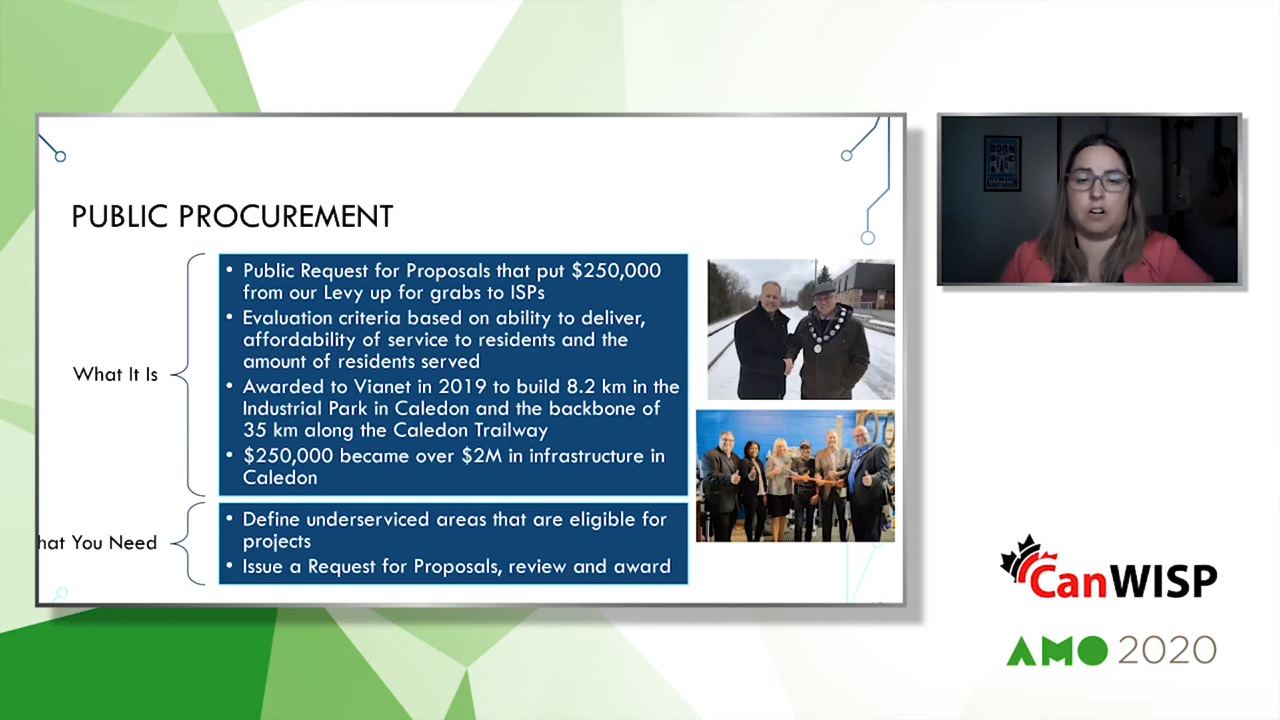 PUBLIC PROCUREMENT
What It Is
• Public Request for Proposals that put $250,000
from our Levy up for grabs to ISPs
• Evaluation criteria based on ability to deliver,
affordability of service to residents and the
amount of residents served
• Awarded to Vianet in 2019 to build 8.2 km in the
Industrial Park in Caledon and the backbone of
35 km along the Caledon Trailway
• $250,000 became over $2M in infrastructure in
Caledon
hat You Need
• Define underserviced areas that are eligible for
projects
• Issue a Request for Proposals, review and award
BORN
CanWISP
AMO 2020